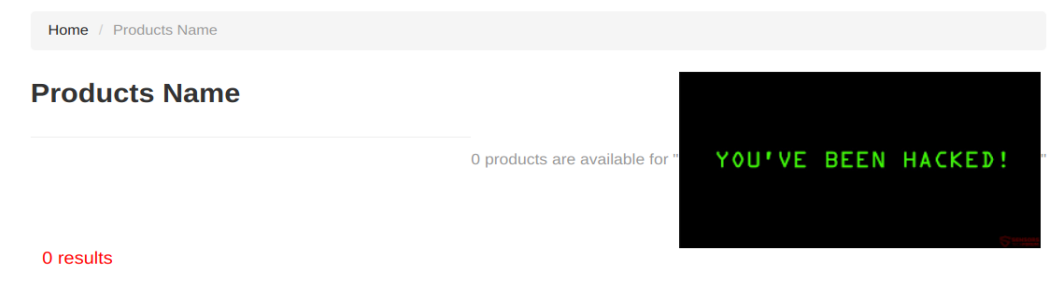 Home / Products Name
Products Name
0 products are available for "YOU'VE BEEN HACKED!"
0 results